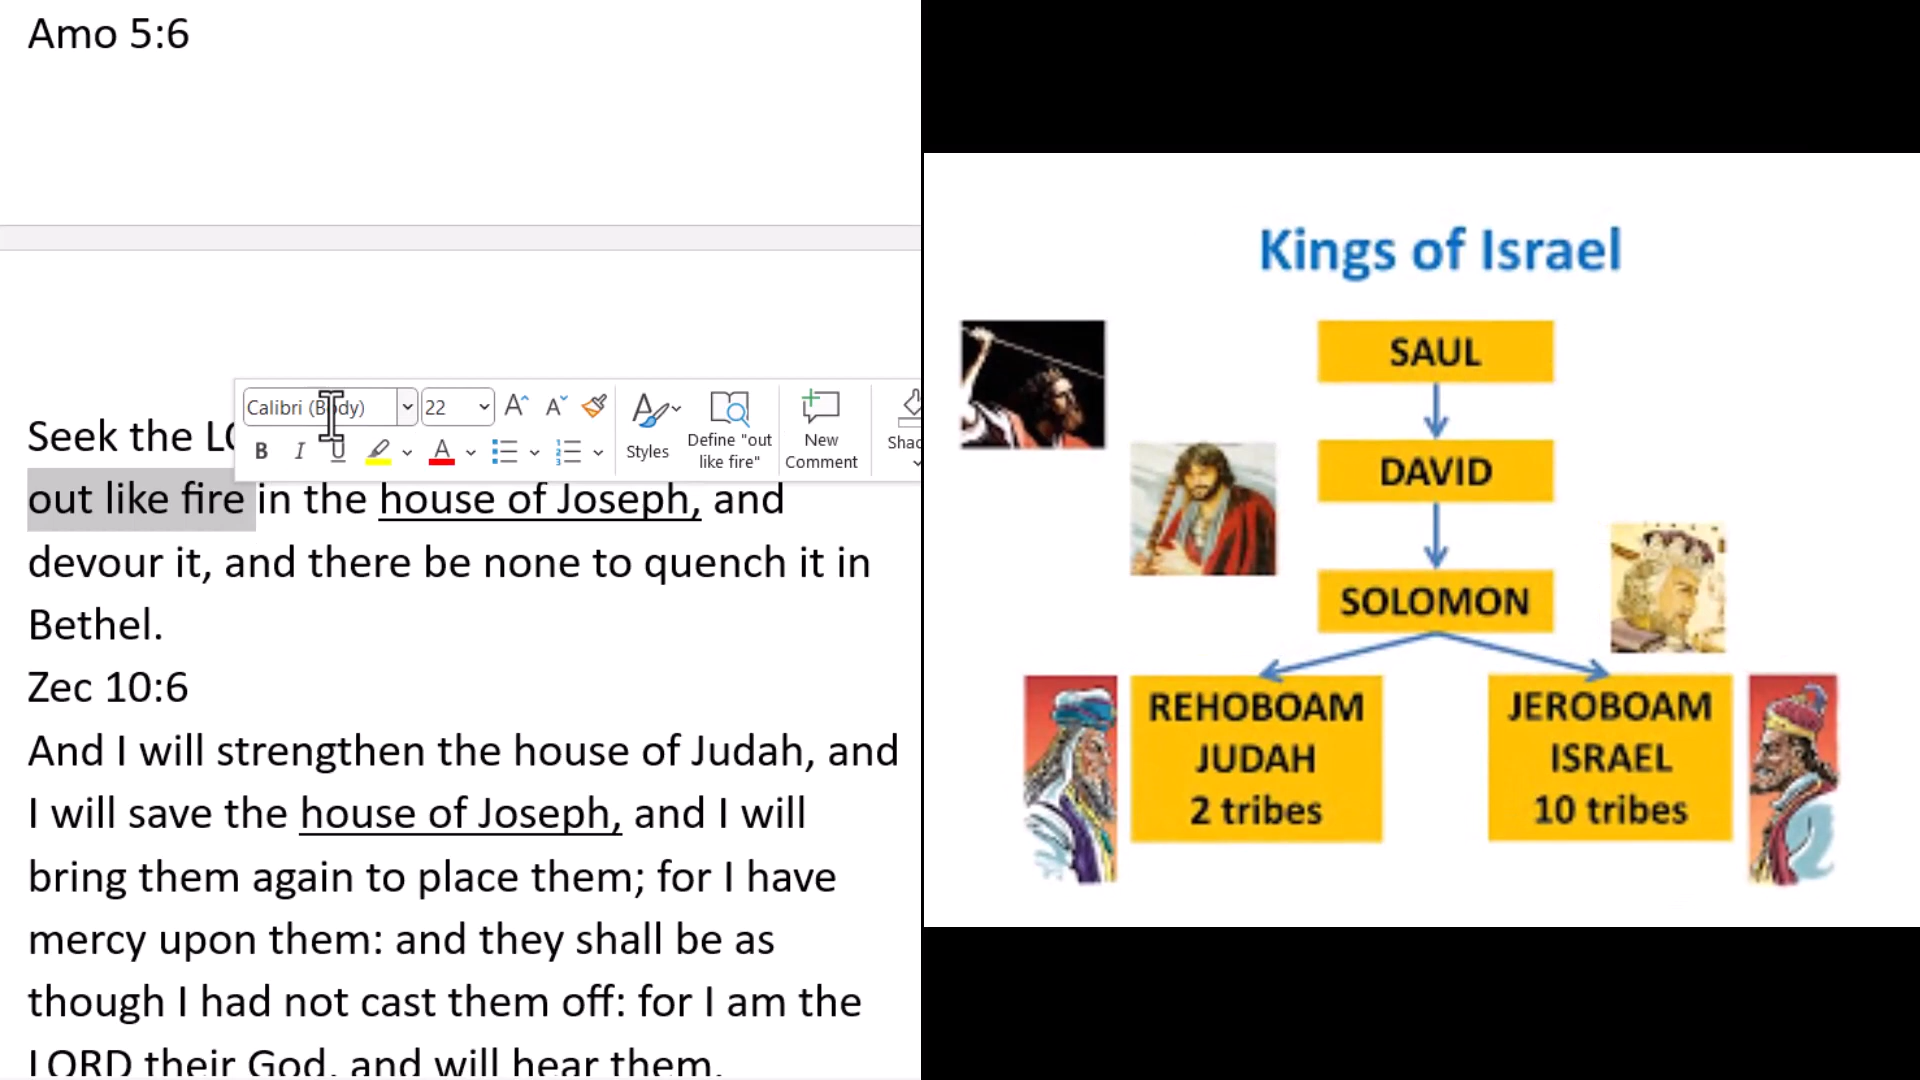 Amo 5:6
Calibri (Body)
22
Styles
Define "out
like fire"
New
Comment
B I U
Seek the
out like fire in the house of Joseph, and
devour it, and there be none to quench it in
Bethel.
Zec 10:6
And I will strengthen the house of Judah, and
I will save the house of Joseph, and I will
bring them again to place them; for I have
mercy upon them: and they shall be as
though I had not cast them off: for I am the
LORD their God, and will hear them.
Kings of Israel
SAUL
DAVID
SOLOMON
REHOBOAM
JUDAH
2 tribes
JEROBOAM
ISRAEL
10 tribes